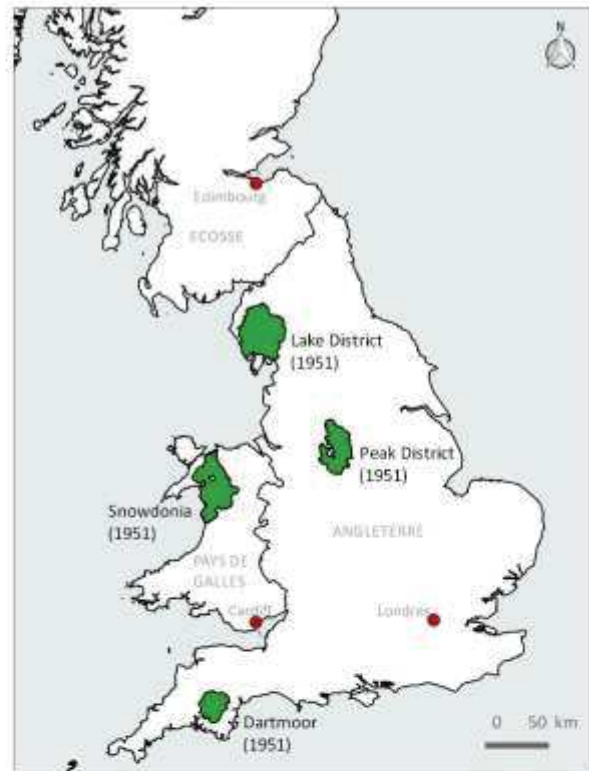 N
Edimbourg
ECOSSE
Lake District
(1951)
Peak District
(1951)
Snowdonia
(1951)
ANGLETERRE
PAYS DE
GALLES
Cardiff
Londres
Dartmoor
(1951)
0 50 km